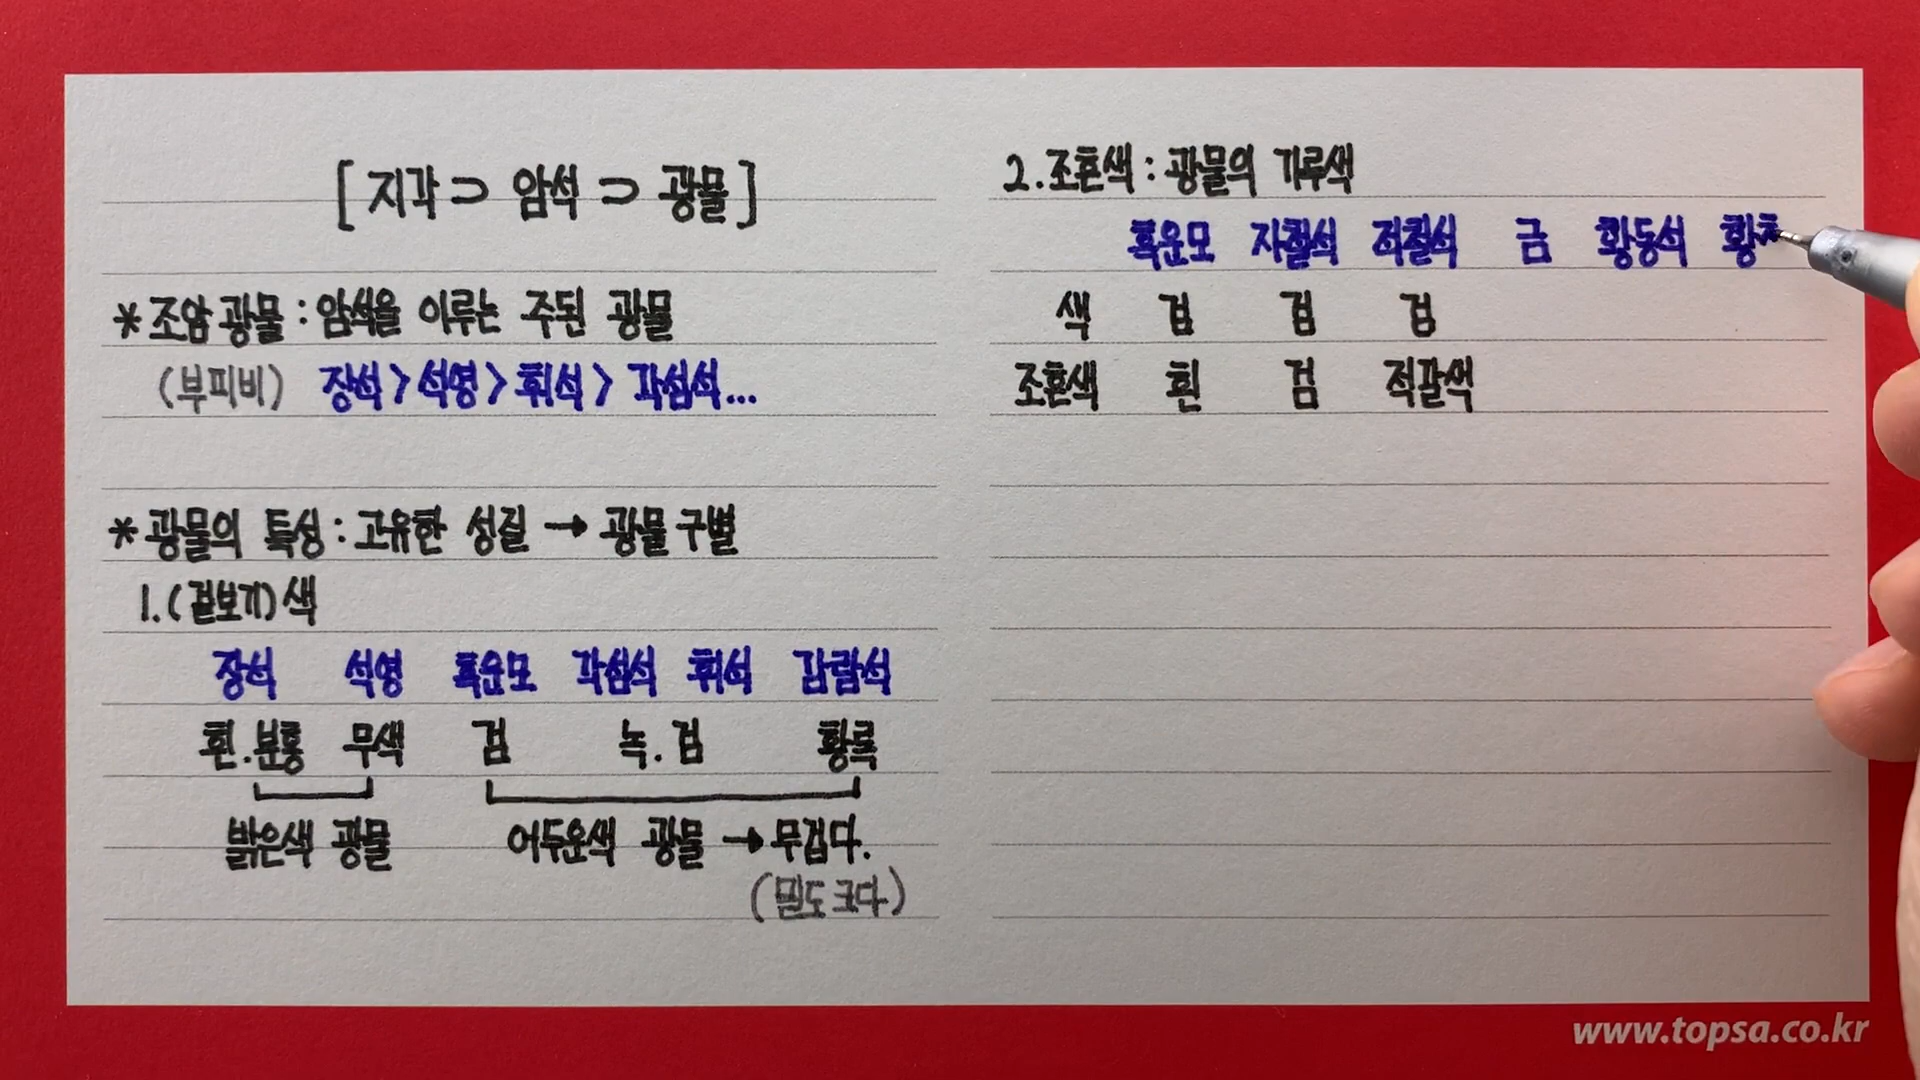 [지각 ⊃ 암석 ⊃ 광물]
* 조암 광물 : 암석을 이루는 주된 광물
(부피비) 장석 > 석영 > 휘석 > 각섬석...
* 광물의 특성 : 고유한 성질 → 광물 구별
1. (겉보기) 색
장석 석영 흑운모 각섬석 휘석 감람석
흰.분홍 무색 검 녹.검 황록
밝은색 광물 어두운색 광물 → 무겁다.
(밀도 크다)
2. 조흔색 : 광물의 가루색
흑운모 자철석 적철석 금 황동석 황
색 검 검 검
조흔색 흰 검 적갈색
www.topsa.co.kr